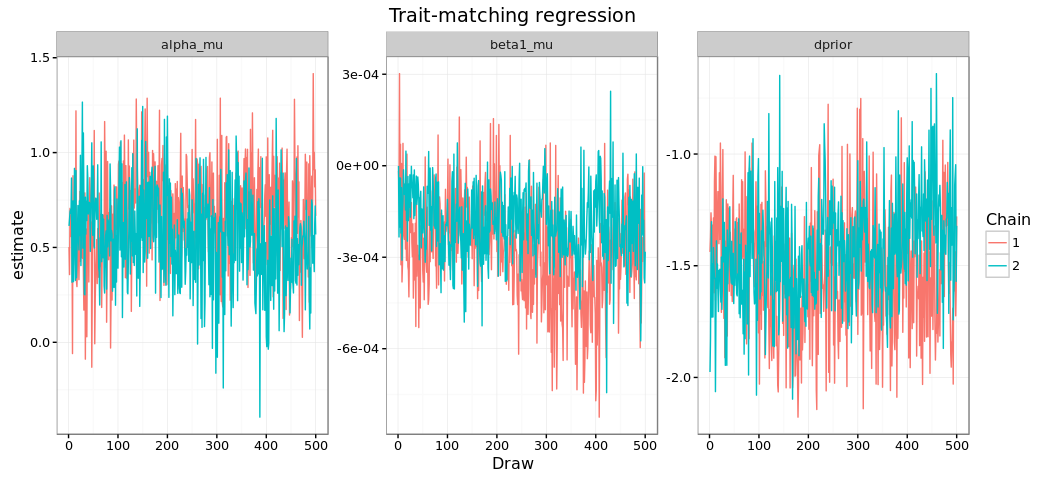 Trait-matching regression
alpha_mu
beta1_mu
dprior
estimate
1.5
1.0
0.5
0.0
0 100 200 300 400 500
3e-04
0e+00
-3e-04
-6e-04
0 100 200 300 400 500
-1.0
-1.5
-2.0
0 100 200 300 400 500
Draw
Chain
1
2